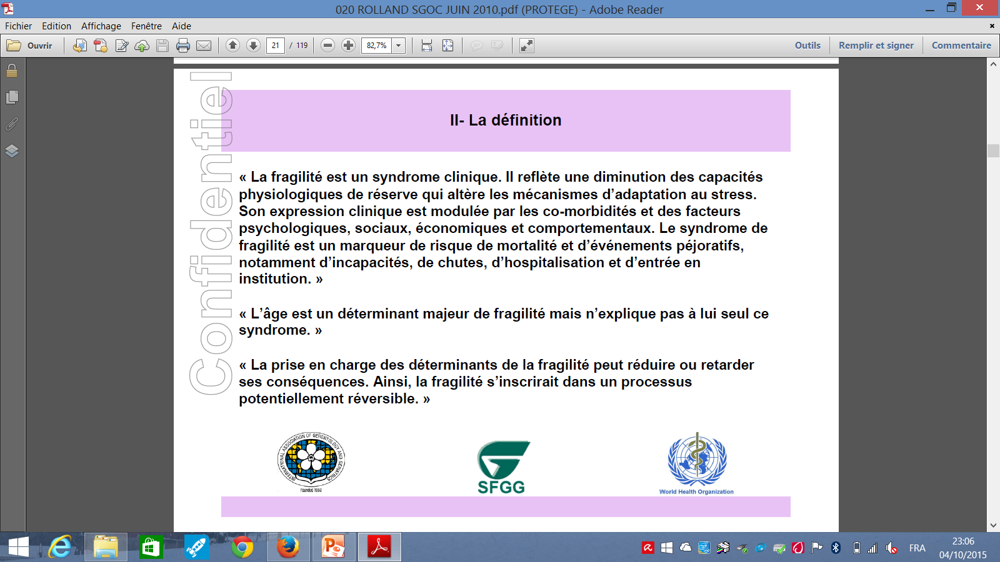 020 ROLLAND SGOC JUIN 2010.pdf (PROTEGE) - Adobe Reader
Fichier Edition Affichage Fenêtre Aide
Ouvrir 21 / 119 82,7% Outils Remplir et signer Commentaire
Confidentiel
II- La définition
« La fragilité est un syndrome clinique. Il reflète une diminution des capacités
physiologiques de réserve qui altère les mécanismes d’adaptation au stress.
Son expression clinique est modulée par les co-morbidités et des facteurs
psychologiques, sociaux, économiques et comportementaux. Le syndrome de
fragilité est un marqueur de risque de mortalité et d’événements péjoratifs,
notamment d’incapacités, de chutes, d’hospitalisation et d’entrée en
institution. »
« L’âge est un déterminant majeur de fragilité mais n’explique pas à lui seul ce
syndrome. »
« La prise en charge des déterminants de la fragilité peut réduire ou retarder
ses conséquences. Ainsi, la fragilité s’inscrirait dans un processus
potentiellement réversible. »
INTERNATIONAL ASSOCIATION OF GERONTOLOGY AND GERIATRICS
Founded 1950
SFGG
World Health Organization
FRA
23:06
04/10/2015